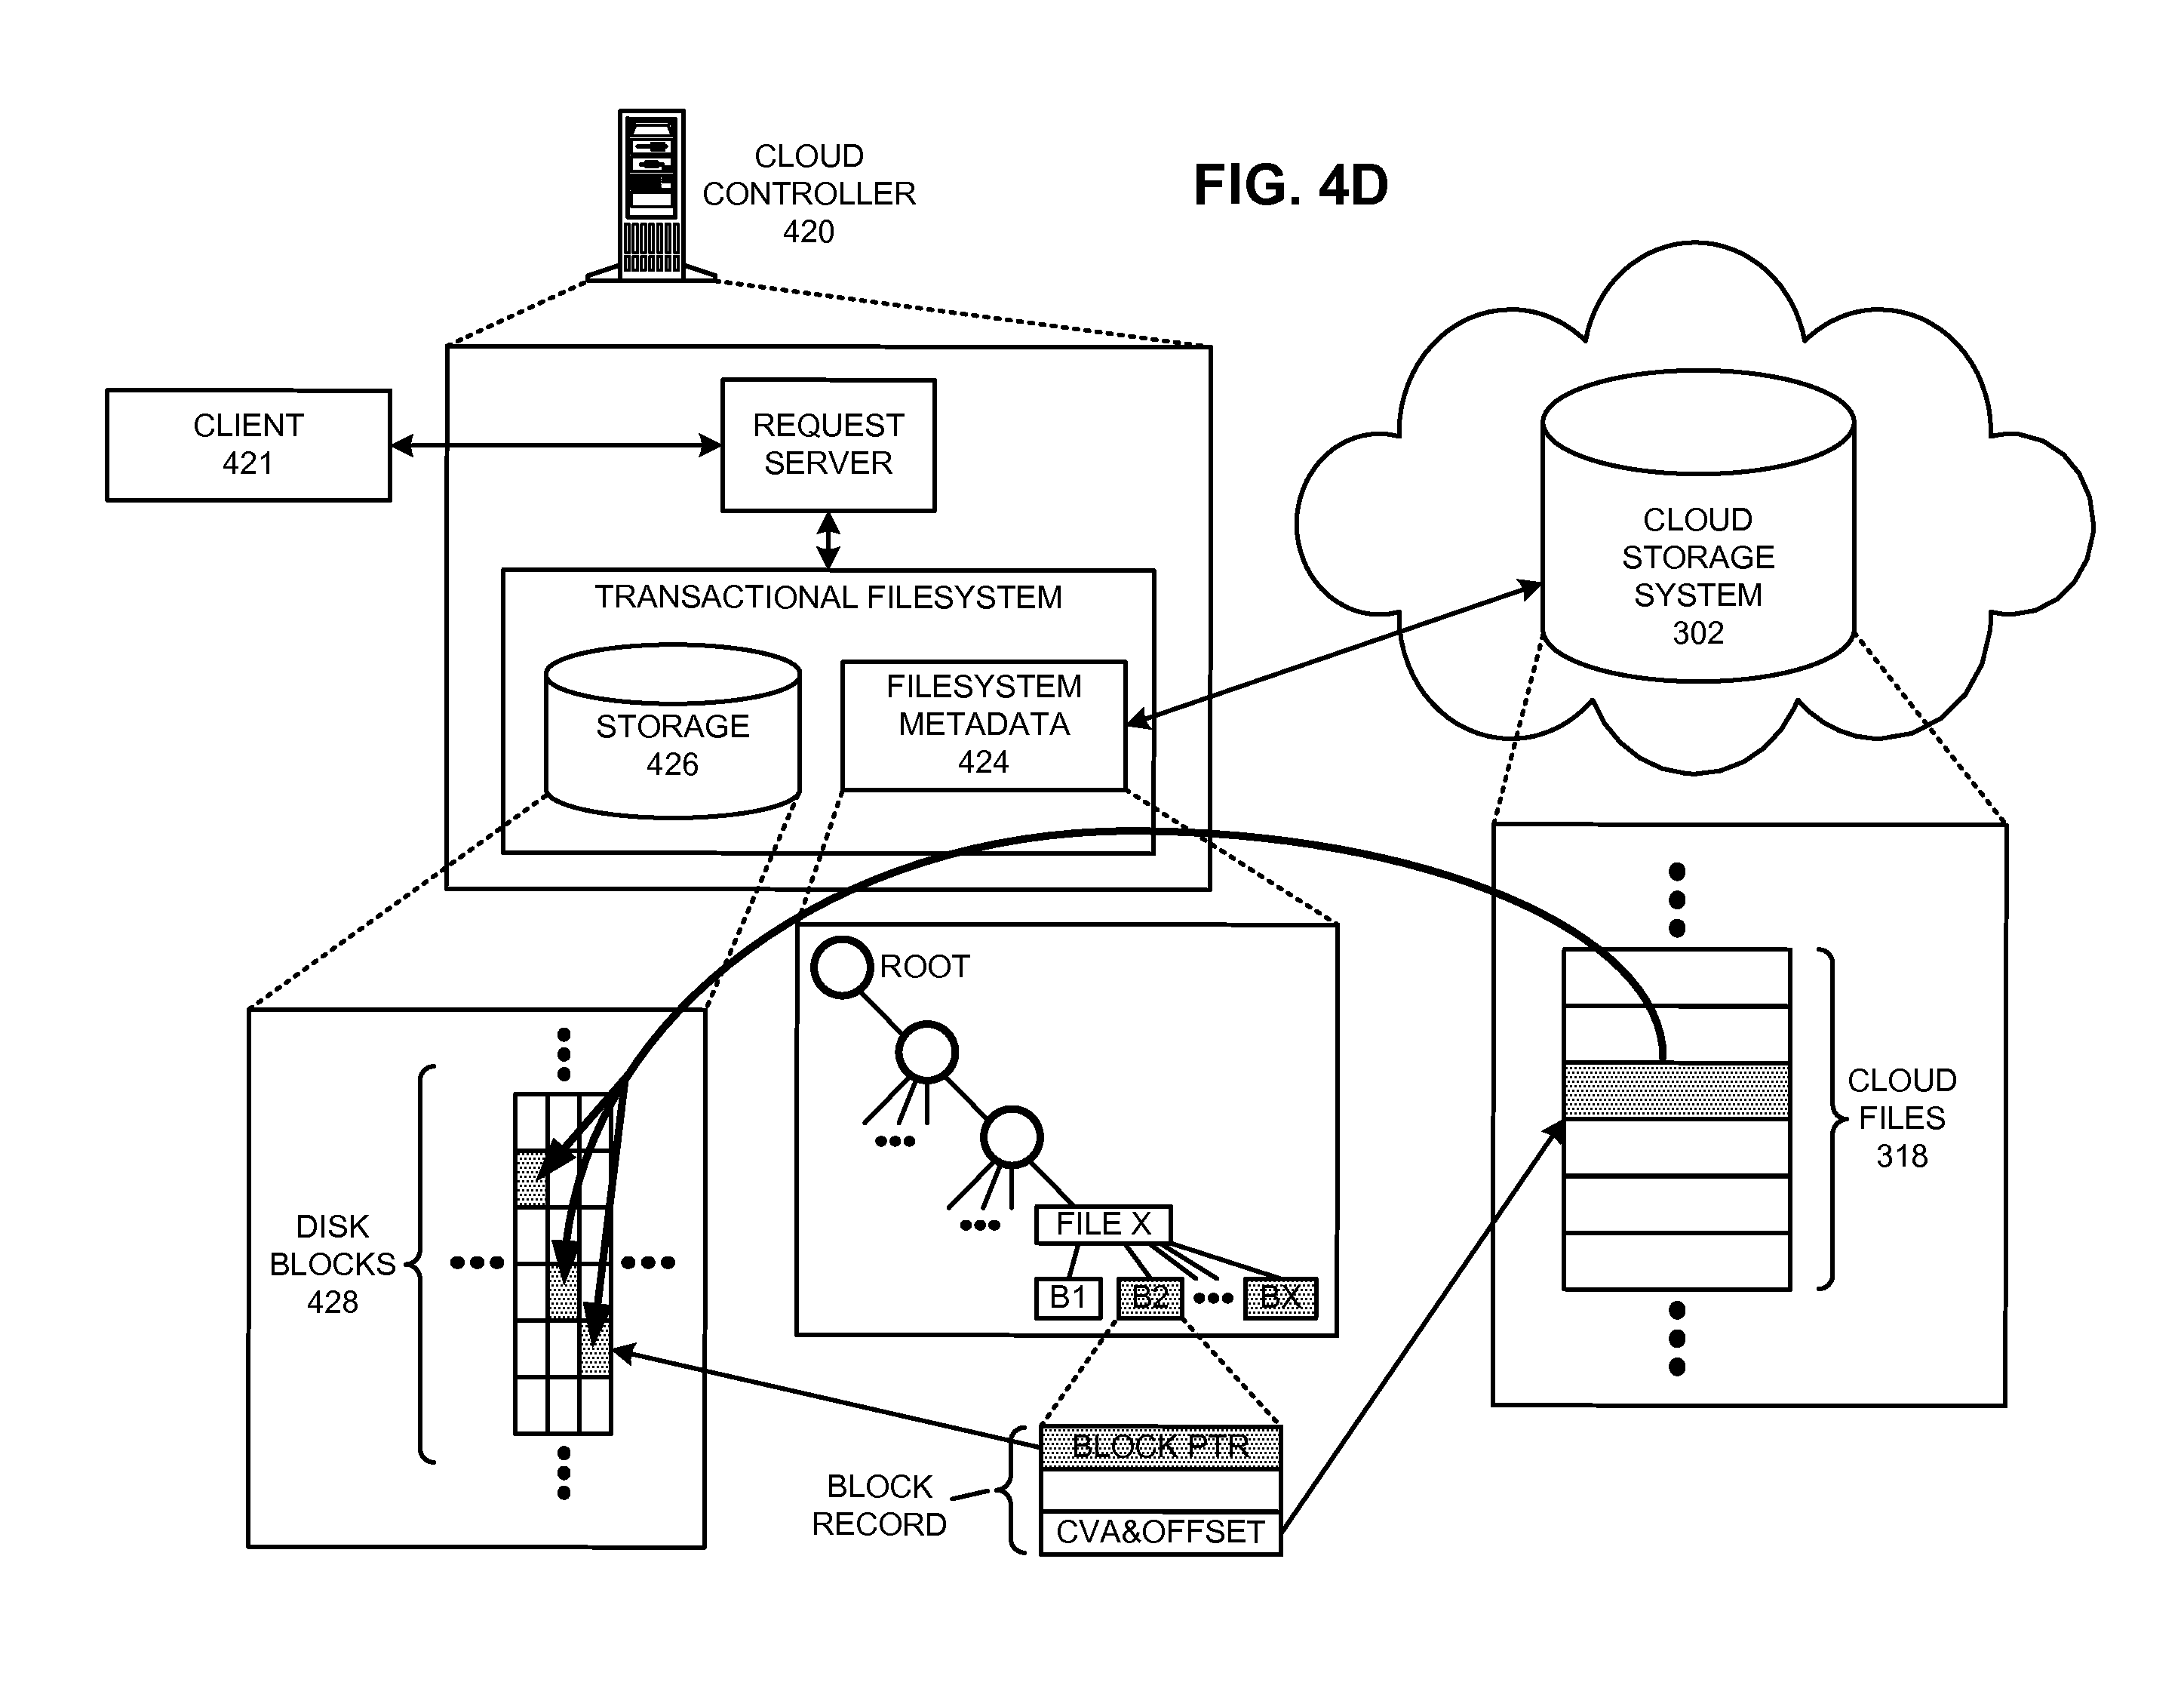 CLOUD
CONTROLLER
420
FIG. 4D
CLIENT
421
REQUEST
SERVER
CLOUD
STORAGE
SYSTEM
302
TRANSACTIONAL FILESYSTEM
STORAGE
426
FILESYSTEM
METADATA
424
ROOT
CLOUD
FILES
318
DISK
BLOCKS
428
FILE X
B1
B2
BX
BLOCK
RECORD
BLOCK PTR
CVA&OFFSET